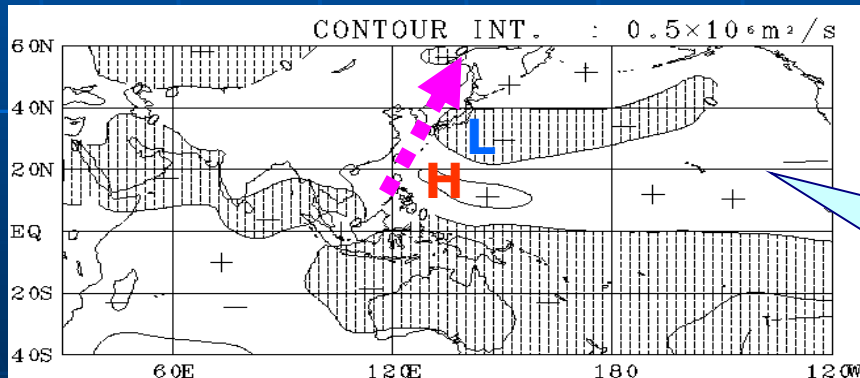 CONTOUR INT. : 0.5×10⁶m²/s
60N
40N
L
20N
H
EQ
20S
40S
60E 120E 180 120W